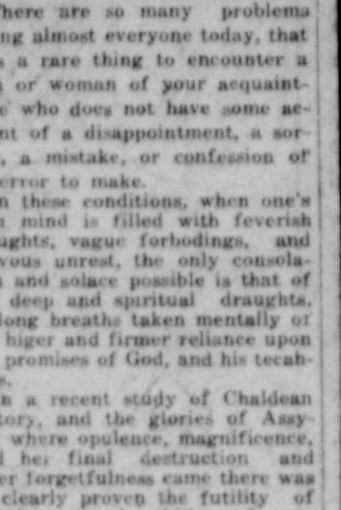 here are so many problems
ng almost everyone today, that
s a rare thing to encounter a
n or woman of your acquaint-
e who does not have some ac-
nt of a disappointment, a sor-
, a mistake, or confession of
error to make.
n these conditions, when one's
n mind is filled with feverish
ughts, vague forbodings, and
vous unrest, the only consola-
n and solace possible is that of
deep and spiritual draughts,
long breaths taken mentally of
higer and firmer reliance upon
promises of God, and his tecah-
s.
n a recent study of Chaldean
tory, and the glories of Assy-
where opulence, magnificence,
d her final destruction and
er forgetfulness came there was
clearly proven the futility of